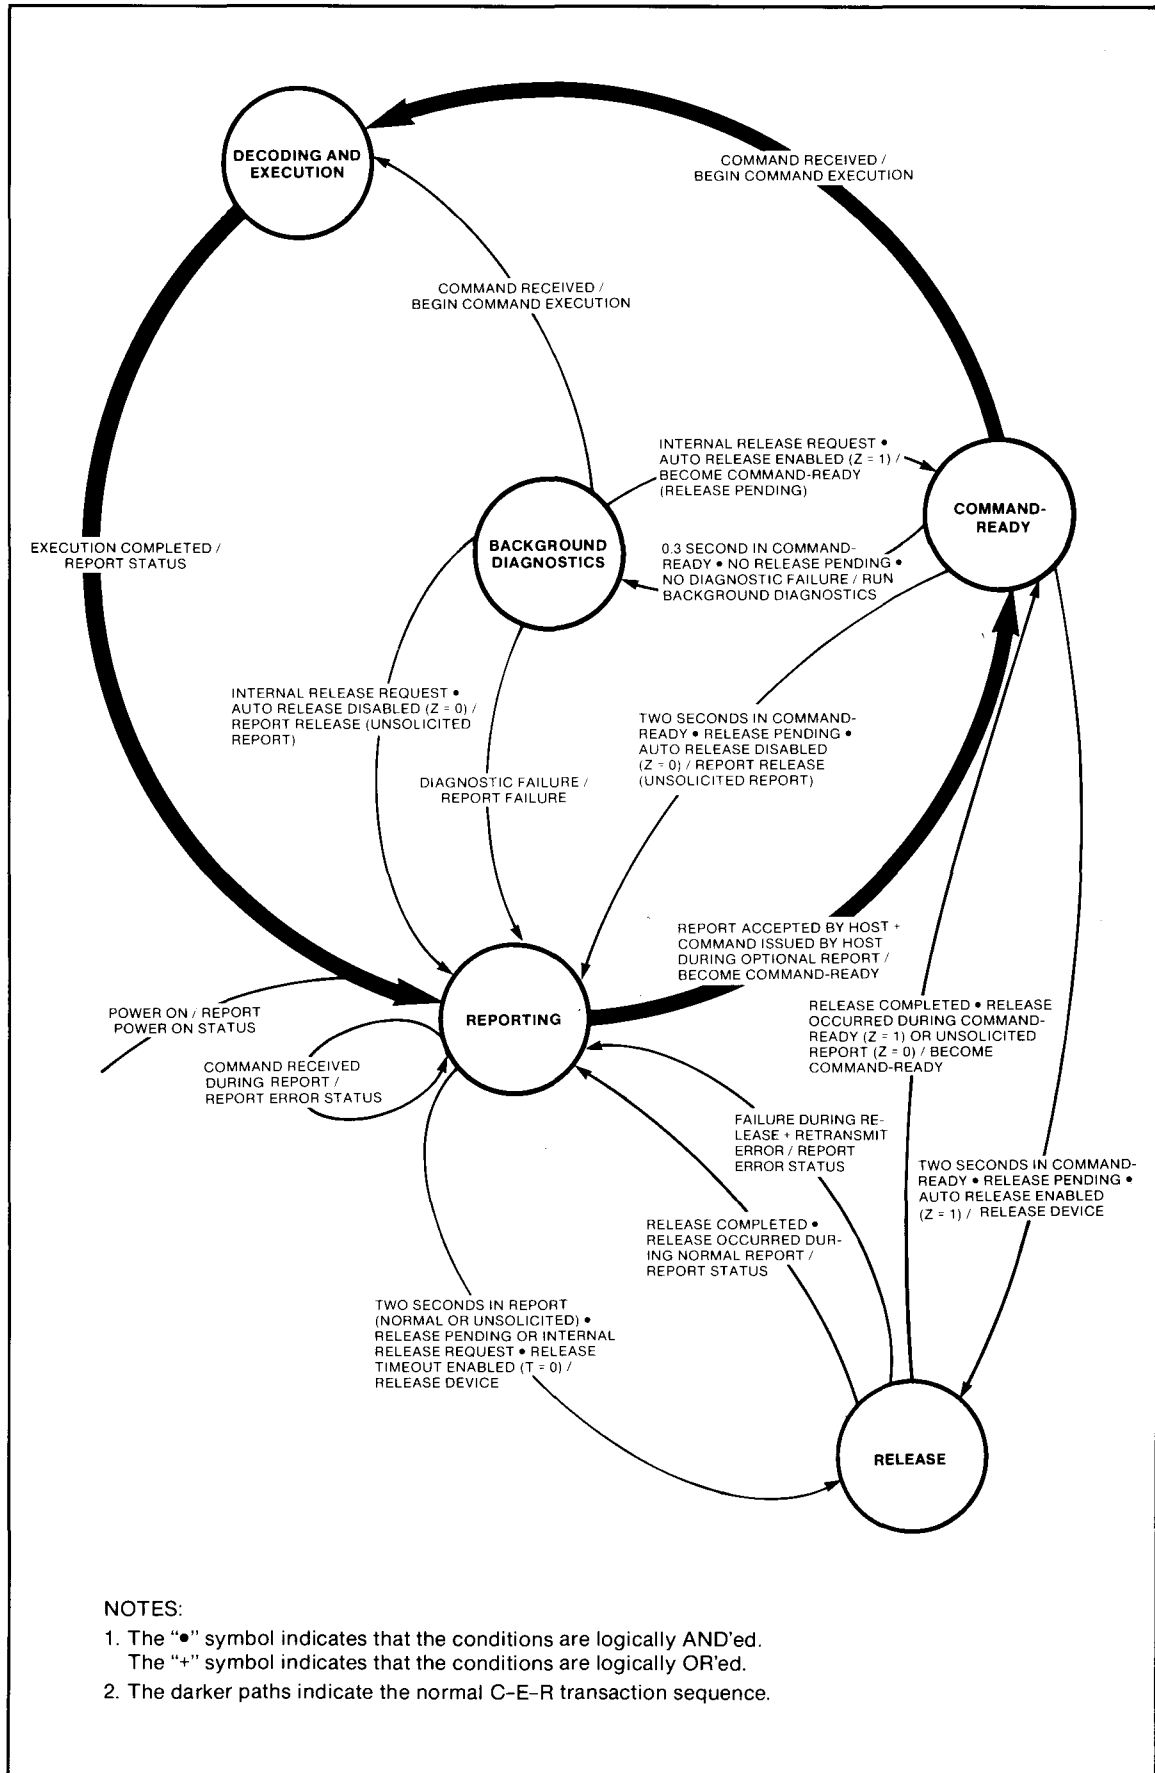 DECODING AND
EXECUTION
COMMAND RECEIVED /
BEGIN COMMAND EXECUTION
COMMAND RECEIVED /
BEGIN COMMAND EXECUTION
INTERNAL RELEASE REQUEST •
AUTO RELEASE ENABLED (Z = 1) /
BECOME COMMAND-READY
(RELEASE PENDING)
COMMAND-
READY
BACKGROUND
DIAGNOSTICS
0.3 SECOND IN COMMAND-
READY • NO RELEASE PENDING •
NO DIAGNOSTIC FAILURE / RUN
BACKGROUND DIAGNOSTICS
EXECUTION COMPLETED /
REPORT STATUS
INTERNAL RELEASE REQUEST •
AUTO RELEASE DISABLED (Z = 0) /
REPORT RELEASE (UNSOLICITED
REPORT)
TWO SECONDS IN COMMAND-
READY • RELEASE PENDING •
AUTO RELEASE DISABLED
(Z = 0) / REPORT RELEASE
(UNSOLICITED REPORT)
DIAGNOSTIC FAILURE /
REPORT FAILURE
REPORT ACCEPTED BY HOST +
COMMAND ISSUED BY HOST
DURING OPTIONAL REPORT /
BECOME COMMAND-READY
POWER ON / REPORT
POWER ON STATUS
REPORTING
RELEASE COMPLETED • RELEASE
OCCURRED DURING COMMAND-
READY (Z = 1) OR UNSOLICITED
REPORT (Z = 0) / BECOME
COMMAND-READY
COMMAND RECEIVED
DURING REPORT /
REPORT ERROR STATUS
FAILURE DURING RE-
LEASE + RETRANSMIT
ERROR / REPORT
ERROR STATUS
TWO SECONDS IN COMMAND-
READY • RELEASE PENDING •
AUTO RELEASE ENABLED
(Z = 1) / RELEASE DEVICE
RELEASE COMPLETED •
RELEASE OCCURRED DUR-
ING NORMAL REPORT /
REPORT STATUS
TWO SECONDS IN REPORT
(NORMAL OR UNSOLICITED) •
RELEASE PENDING OR INTERNAL
RELEASE REQUEST • RELEASE
TIMEOUT ENABLED (T = 0) /
RELEASE DEVICE
RELEASE
NOTES:
1. The “•” symbol indicates that the conditions are logically AND'ed.
The “+” symbol indicates that the conditions are logically OR'ed.
2. The darker paths indicate the normal C-E-R transaction sequence.